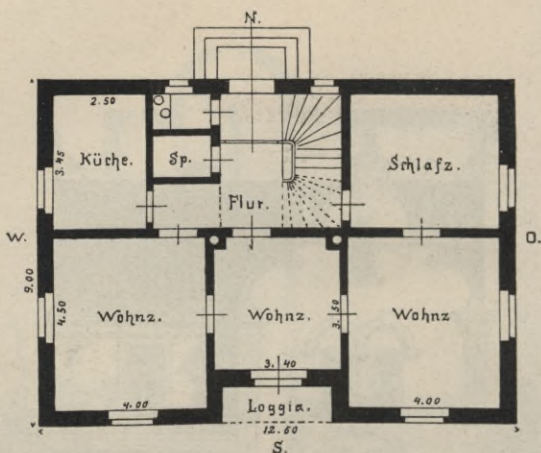 N.
2.50
Küche.
3.45
Sp.
Schlafz.
Flur.
W.
O.
9.00
4.50
Wohnz.
Wohnz.
3.50
Wohnz
3.40
4.00
4.00
Loggia.
12.60
S.